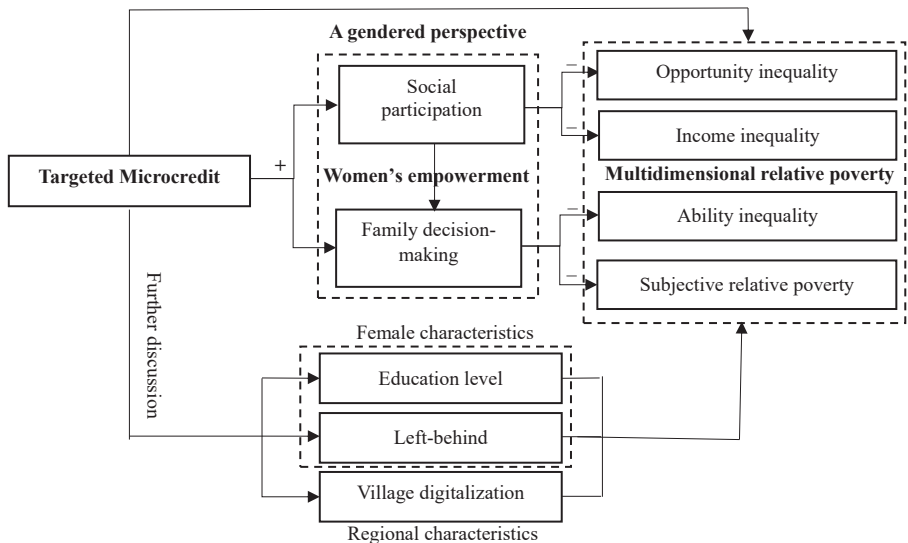 A gendered perspective
Social
participation
Opportunity inequality
Income inequality
+
Targeted Microcredit
Women's empowerment
Multidimensional relative poverty
Family decision-
making
Ability inequality
Subjective relative poverty
–
–
–
–
Further discussion
Female characteristics
Education level
Left-behind
Village digitalization
Regional characteristics